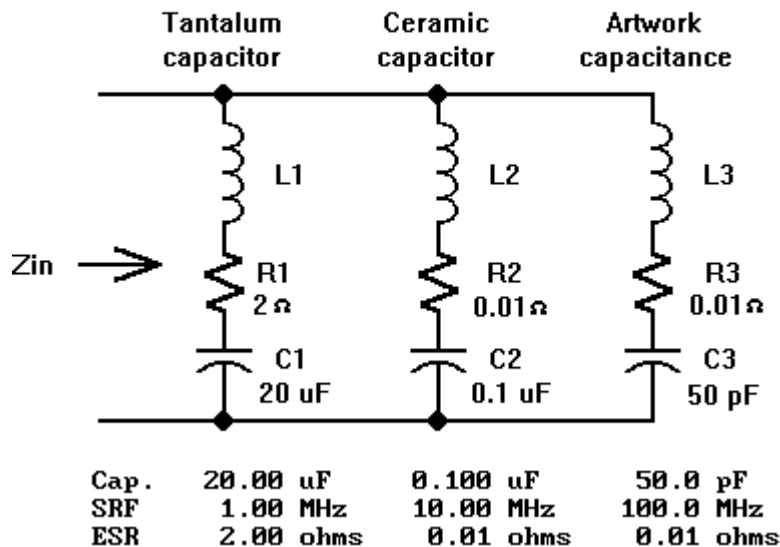 Tantalum capacitor
Ceramic capacitor
Artwork capacitance
L1
L2
L3
Zin
R1
2Ω
R2
0.01Ω
R3
0.01Ω
C1
20 uF
C2
0.1 uF
C3
50 pF
Cap. 20.00 uF 0.100 uF 50.0 pF
SRF 1.00 MHz 10.00 MHz 100.0 MHz
ESR 2.00 ohms 0.01 ohms 0.01 ohms